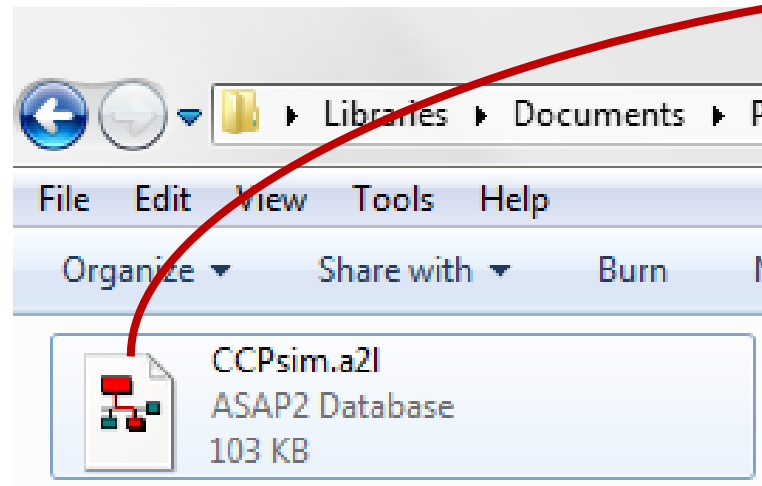 Libraries Documents P
File Edit View Tools Help
Organize Share with Burn
CCPsim.a2l
ASAP2 Database
103 KB